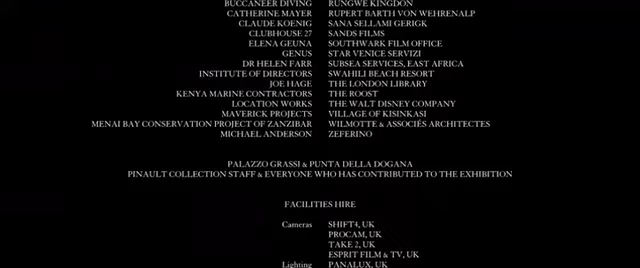 BUCCANEER DIVING RUNGWE KINGDON
CATHERINE MAYER RUPERT BARTH VON WEHRENALP
CLAUDE KOENIG SANA SELLAMI GERIGK
CLUBHOUSE 27 SANDS FILMS
ELENA GEUNA SOUTHWARK FILM OFFICE
GENUS STAR VENICE SERVIZI
DR HELEN FARR SUBSEA SERVICES, EAST AFRICA
INSTITUTE OF DIRECTORS SWAHILI BEACH RESORT
JOE HAGE THE LONDON LIBRARY
KENYA MARINE CONTRACTORS THE ROOST
LOCATION WORKS THE WALT DISNEY COMPANY
MAVERICK PROJECTS VILLAGE OF KISINKASI
MENAI BAY CONSERVATION PROJECT OF ZANZIBAR WILMOTTE & ASSOCIÉS ARCHITECTES
MICHAEL ANDERSON ZEFERINO
PALAZZO GRASSI & PUNTA DELLA DOGANA
PINAULT COLLECTION STAFF & EVERYONE WHO HAS CONTRIBUTED TO THE EXHIBITION
FACILITIES HIRE
Cameras SHIFT4, UK
PROCAM, UK
TAKE 2, UK
ESPRIT FILM & TV, UK
Lighting PANALUX, UK